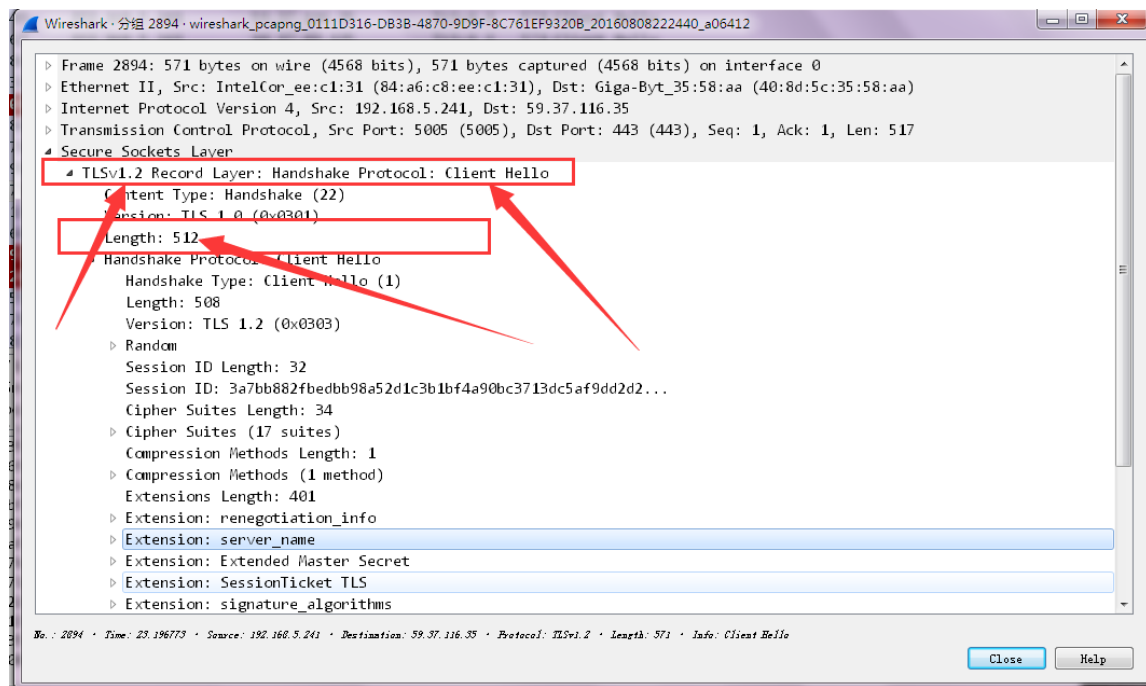 Wireshark · 分组 2894 · wireshark_pcapng_0111D316-DB3B-4870-9D9F-8C761EF9320B_20160808222440_a06412
Frame 2894: 571 bytes on wire (4568 bits), 571 bytes captured (4568 bits) on interface 0
Ethernet II, Src: IntelCor_ee:c1:31 (84:a6:c8:ee:c1:31), Dst: Giga-Byt_35:58:aa (40:8d:5c:35:58:aa)
Internet Protocol Version 4, Src: 192.168.5.241, Dst: 59.37.116.35
Transmission Control Protocol, Src Port: 5005 (5005), Dst Port: 443 (443), Seq: 1, Ack: 1, Len: 517
Secure Sockets Layer
TLSv1.2 Record Layer: Handshake Protocol: Client Hello
Content Type: Handshake (22)
Version: TLS 1.0 (0x0301)
Length: 512
Handshake Protocol: Client Hello
Handshake Type: Client Hello (1)
Length: 508
Version: TLS 1.2 (0x0303)
Random
Session ID Length: 32
Session ID: 3a7bb882fbedbb98a52d1c3b1bf4a90bc3713dc5af9dd2d2...
Cipher Suites Length: 34
Cipher Suites (17 suites)
Compression Methods Length: 1
Compression Methods (1 method)
Extensions Length: 401
Extension: renegotiation_info
Extension: server_name
Extension: Extended Master Secret
Extension: SessionTicket TLS
Extension: signature_algorithms
No.: 2894 · Time: 23.196773 · Source: 192.168.5.241 · Destination: 59.37.116.35 · Protocol: TLSv1.2 · Length: 571 · Info: Client Hello
Close Help